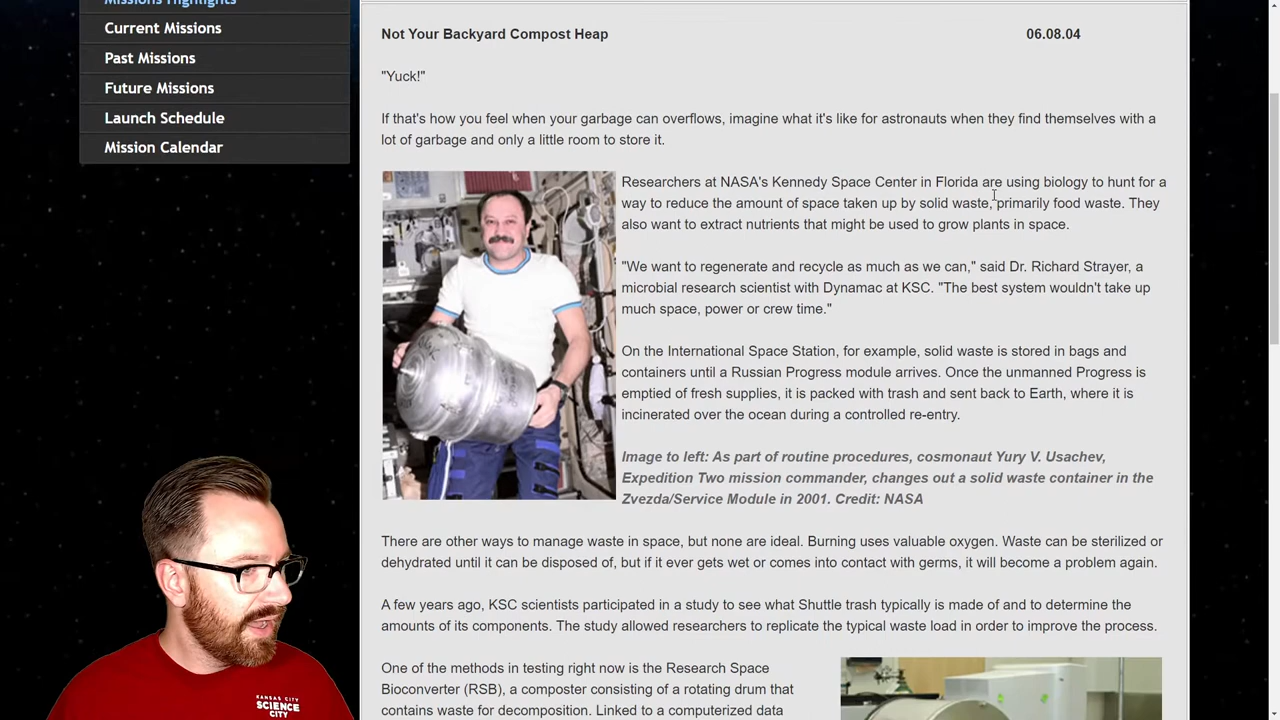 Missions Highlights
Current Missions
Past Missions
Future Missions
Launch Schedule
Mission Calendar
Not Your Backyard Compost Heap 06.08.04
"Yuck!"
If that's how you feel when your garbage can overflows, imagine what it's like for astronauts when they find themselves with a
lot of garbage and only a little room to store it.
Researchers at NASA's Kennedy Space Center in Florida are using biology to hunt for a
way to reduce the amount of space taken up by solid waste, primarily food waste. They
also want to extract nutrients that might be used to grow plants in space.
"We want to regenerate and recycle as much as we can," said Dr. Richard Strayer, a
microbial research scientist with Dynamac at KSC. "The best system wouldn't take up
much space, power or crew time."
On the International Space Station, for example, solid waste is stored in bags and
containers until a Russian Progress module arrives. Once the unmanned Progress is
emptied of fresh supplies, it is packed with trash and sent back to Earth, where it is
incinerated over the ocean during a controlled re-entry.
Image to left: As part of routine procedures, cosmonaut Yury V. Usachev,
Expedition Two mission commander, changes out a solid waste container in the
Zvezda/Service Module in 2001. Credit: NASA
There are other ways to manage waste in space, but none are ideal. Burning uses valuable oxygen. Waste can be sterilized or
dehydrated until it can be disposed of, but if it ever gets wet or comes into contact with germs, it will become a problem again.
A few years ago, KSC scientists participated in a study to see what Shuttle trash typically is made of and to determine the
amounts of its components. The study allowed researchers to replicate the typical waste load in order to improve the process.
One of the methods in testing right now is the Research Space
Bioconverter (RSB), a composter consisting of a rotating drum that
contains waste for decomposition. Linked to a computerized data
KANSAS CITY
SCIENCE
CITY